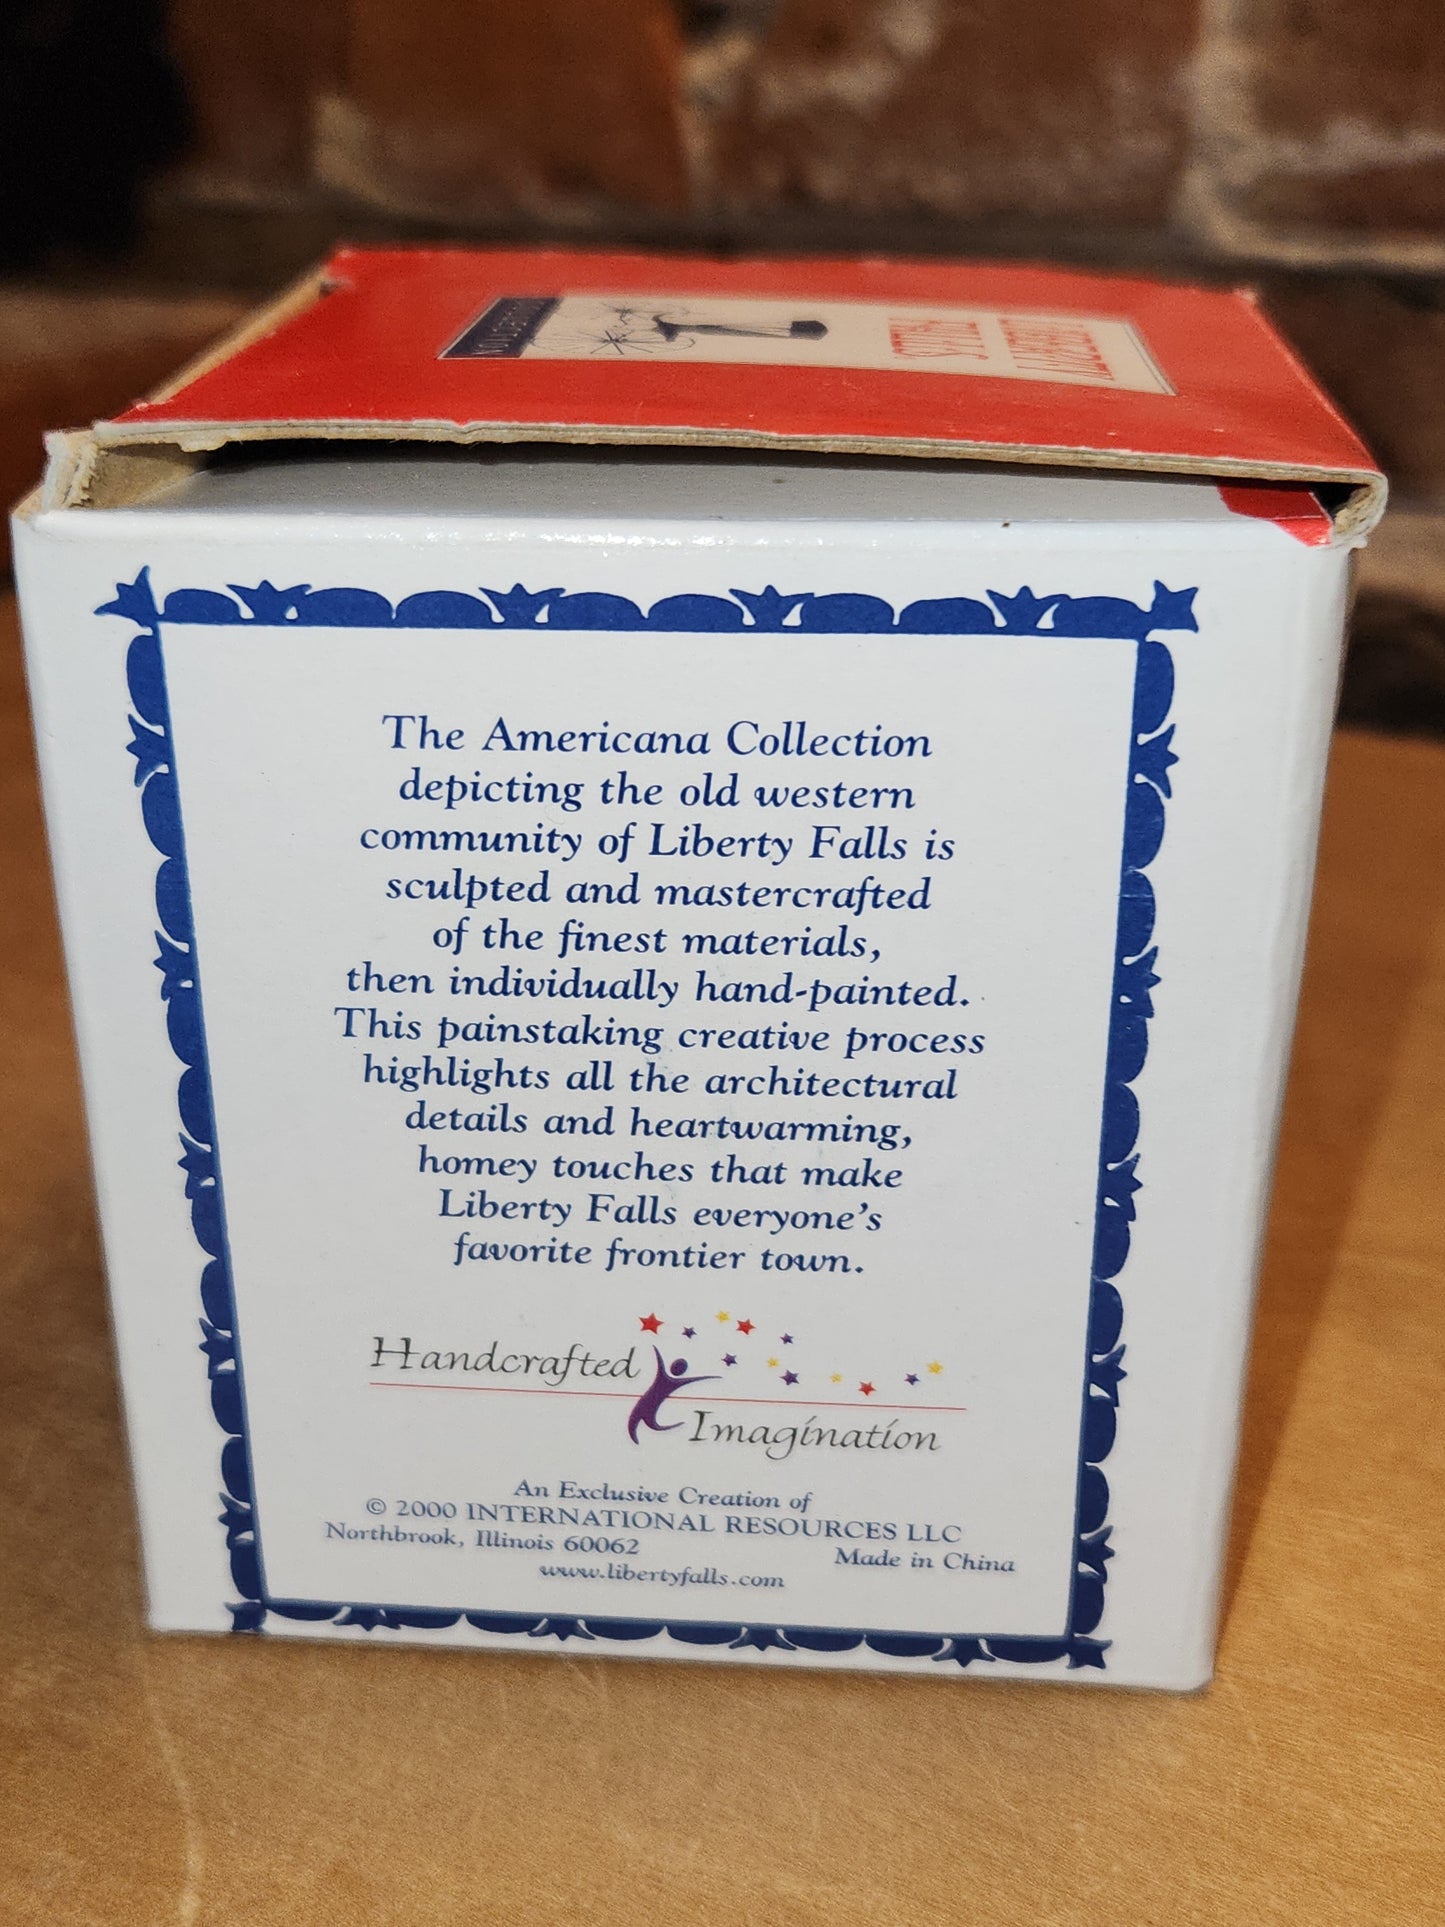 COLLECTION
LIBERTY
FALLS
The Americana Collection
depicting the old western
community of Liberty Falls is
sculpted and mastercrafted
of the finest materials,
then individually hand-painted.
This painstaking creative process
highlights all the architectural
details and heartwarming,
homey touches that make
Liberty Falls everyone's
favorite frontier town.
Handcrafted
Imagination
An Exclusive Creation of
© 2000 INTERNATIONAL RESOURCES LLC
Northbrook, Illinois 60062
Made in China
www.libertyfalls.com